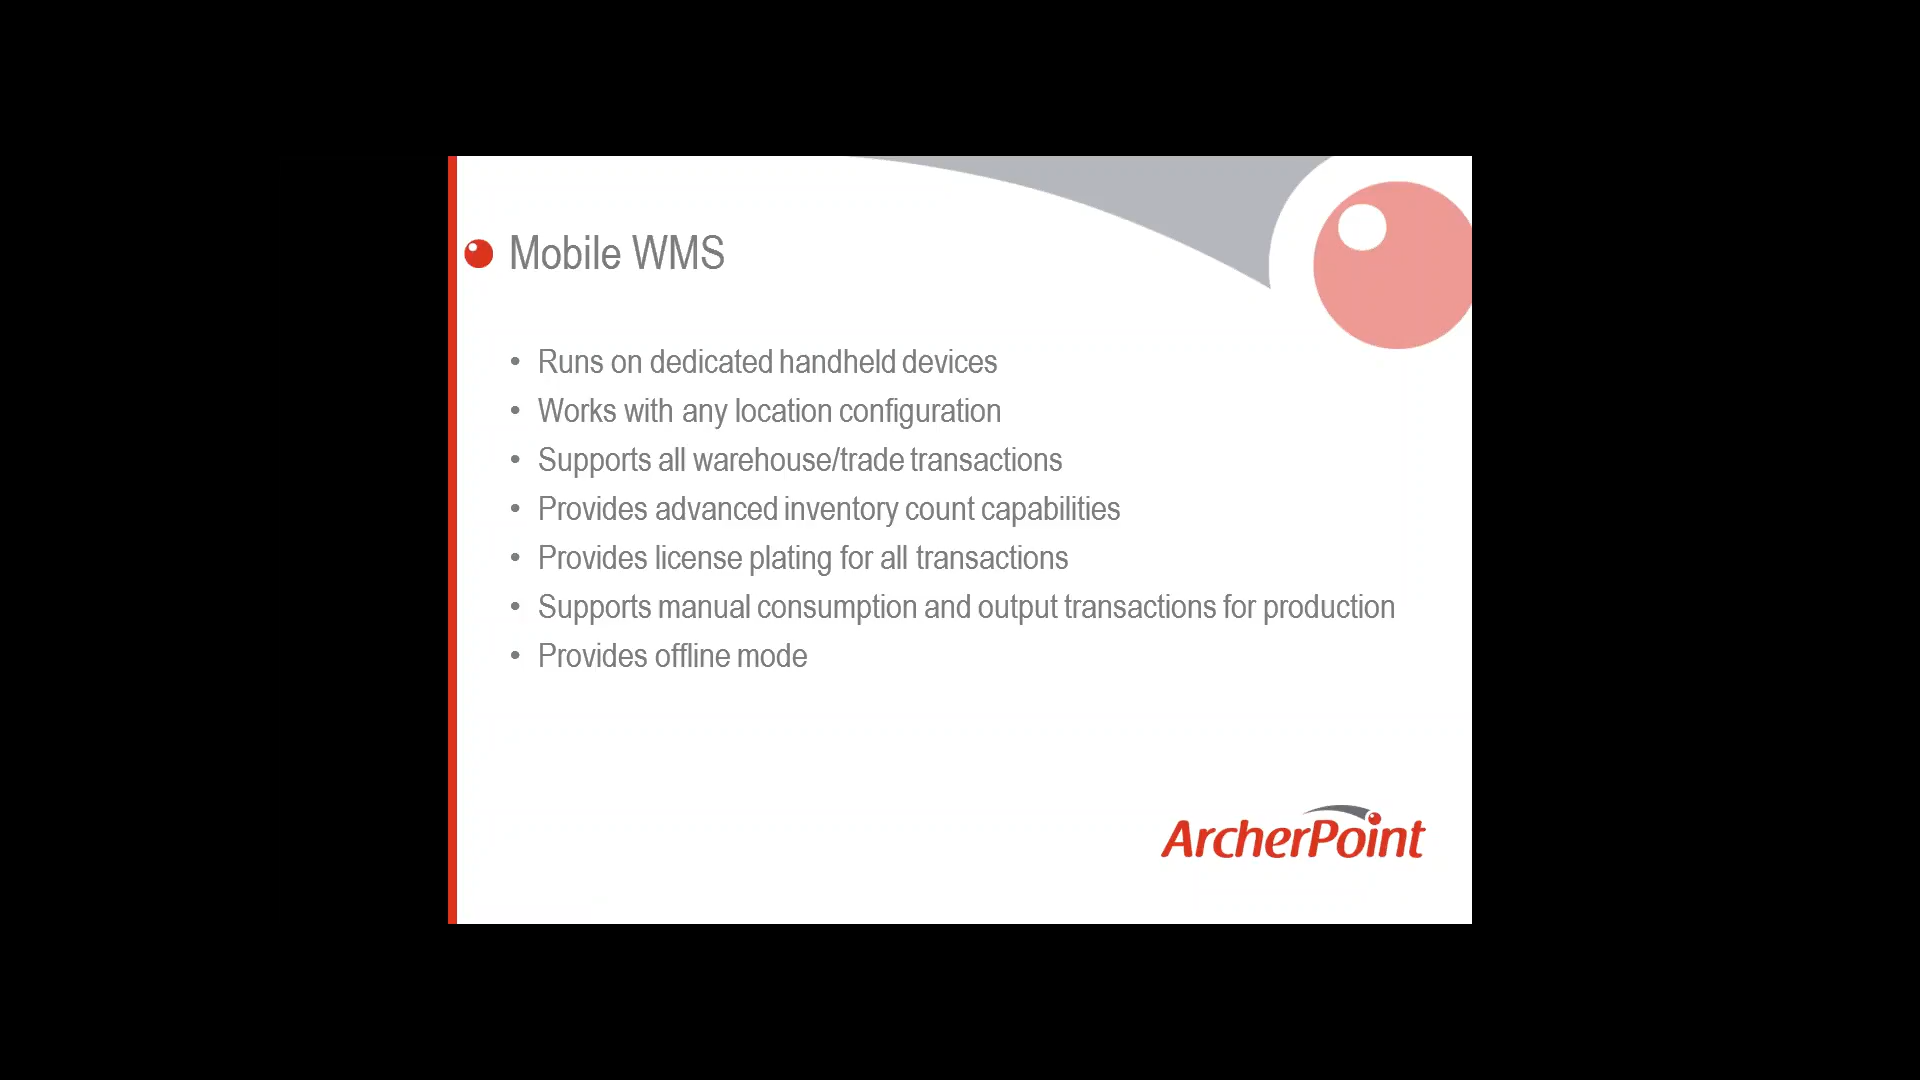 Mobile WMS
• Runs on dedicated handheld devices
• Works with any location configuration
• Supports all warehouse/trade transactions
• Provides advanced inventory count capabilities
• Provides license plating for all transactions
• Supports manual consumption and output transactions for production
• Provides offline mode
ArcherPoint